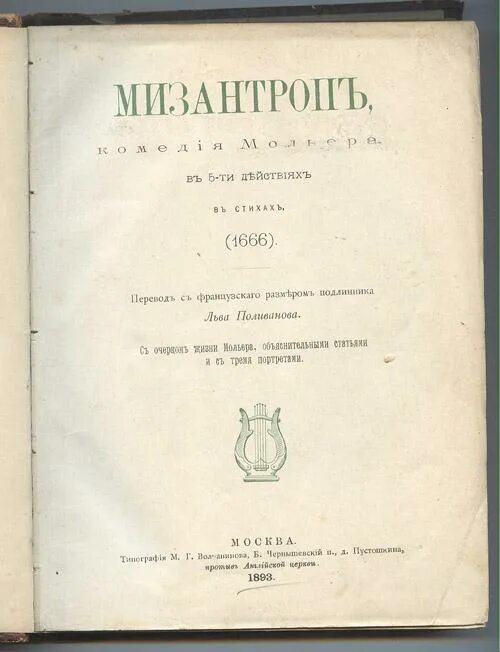 МИЗАНТРОПЪ,
комедія Мольера.
въ 5-ти дѣйствіяхъ
въ стихахъ,
(1666).
Переводъ съ французскаго размѣромъ подлинника
Льва Поливанова.
Съ очеркомъ жизни Мольера, объяснительными статьями
и съ тремя портретами.
МОСКВА.
Типографія М. Г. Волчанинова, Б. Чернышевскій п., д. Пустошкина,
противъ Англійской церкви.
1893.